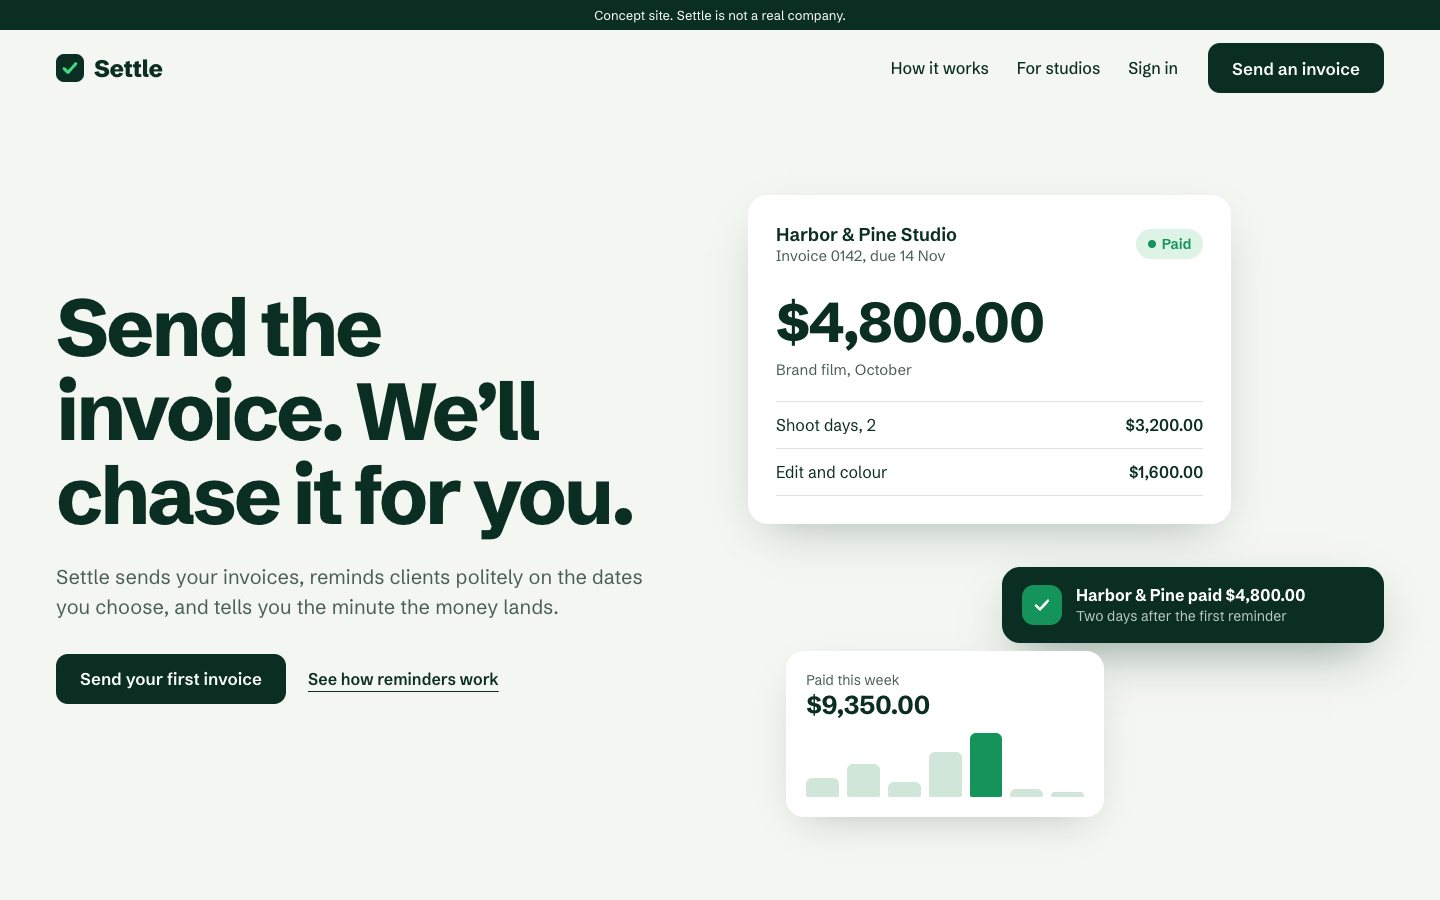 Concept site. Settle is not a real company.
Settle
How it works
For studios
Sign in
Send an invoice
Send the
invoice. We’ll
chase it for you.
Settle sends your invoices, reminds clients politely on the dates
you choose, and tells you the minute the money lands.
Send your first invoice
See how reminders work
Harbor & Pine Studio
Invoice 0142, due 14 Nov
Paid
$4,800.00
Brand film, October
Shoot days, 2
$3,200.00
Edit and colour
$1,600.00
Harbor & Pine paid $4,800.00
Two days after the first reminder
Paid this week
$9,350.00